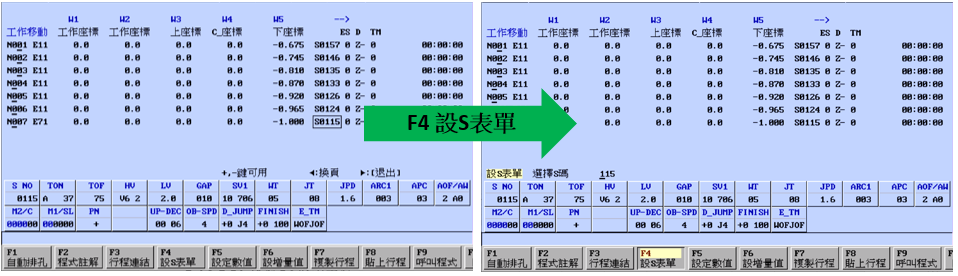 W1 W2 W3 W4 W5 -->
工作移動 工作座標 工作座標 上座標 C_座標 下座標 ES D TM
N001 E11 0.0 0.0 0.0 0.0 -0.675 S0157 0 Z- 0 00:00:00
N002 E11 0.0 0.0 0.0 0.0 -0.745 S0146 0 Z- 0 00:00:00
N003 E11 0.0 0.0 0.0 0.0 -0.810 S0135 0 Z- 0 00:00:00
N004 E11 0.0 0.0 0.0 0.0 -0.870 S0133 0 Z- 0 00:00:00
N005 E11 0.0 0.0 0.0 0.0 -0.920 S0126 0 Z- 0 00:00:00
N006 E11 0.0 0.0 0.0 0.0 -0.965 S0124 0 Z- 0
N007 E71 0.0 0.0 0.0 0.0 -1.000 S0115 0 Z- 0
+,-鍵可用 ◄:換頁 ►:(退出)
S NO TON TOF HV LV GAP SV1 WT JT JPD ARC1 APC AOF/AW
0115 A 37 75 V6 2 2.0 010 10 706 05 08 1.6 003 03 2 A0
M2/C M1/SL PN UP-DEC OB-SPD D_JUMP FINISH E_TM
000000 000000 + 00 06 4 +0 J4 +0 100 WOFJOF
F1 自動排孔 F2 程式註解 F3 行程連結 F4 設S表單 F5 設定數值 F6 設增量值 F7 複製行程 F8 貼上行程 F9 呼叫程式
F4 設S表單
W1 W2 W3 W4 W5 -->
工作移動 工作座標 工作座標 上座標 C_座標 下座標 ES D TM
N001 E11 0.0 0.0 0.0 0.0 -0.675 S0157 0 Z- 0 00:00:00
N002 E11 0.0 0.0 0.0 0.0 -0.745 S0146 0 Z- 0 00:00:00
N003 E11 0.0 0.0 0.0 0.0 -0.810 S0135 0 Z- 0 00:00:00
N004 E11 0.0 0.0 0.0 0.0 -0.870 S0133 0 Z- 0 00:00:00
N005 E11 0.0 0.0 0.0 0.0 -0.920 S0126 0 Z- 0 00:00:00
0.0 0.0 -0.965 S0124 0 Z- 0 00:00:00
0.0 0.0 -1.000 S0115 0 Z- 0 00:00:00
設S表單 選擇S碼 115
S NO TON TOF HV LV GAP SV1 WT JT JPD ARC1 APC AOF/AW
0115 A 37 75 V6 2 2.0 010 10 706 05 08 1.6 003 03 2 A0
M2/C M1/SL PN UP-DEC OB-SPD D_JUMP FINISH E_TM
000000 000000 + 00 06 4 +0 J4 +0 100 WOFJOF
F1 自動排孔 F2 程式註解 F3 行程連結 F4 設S表單 F5 設定數值 F6 設增量值 F7 複製行程 F8 貼上行程 F9 呼叫程式